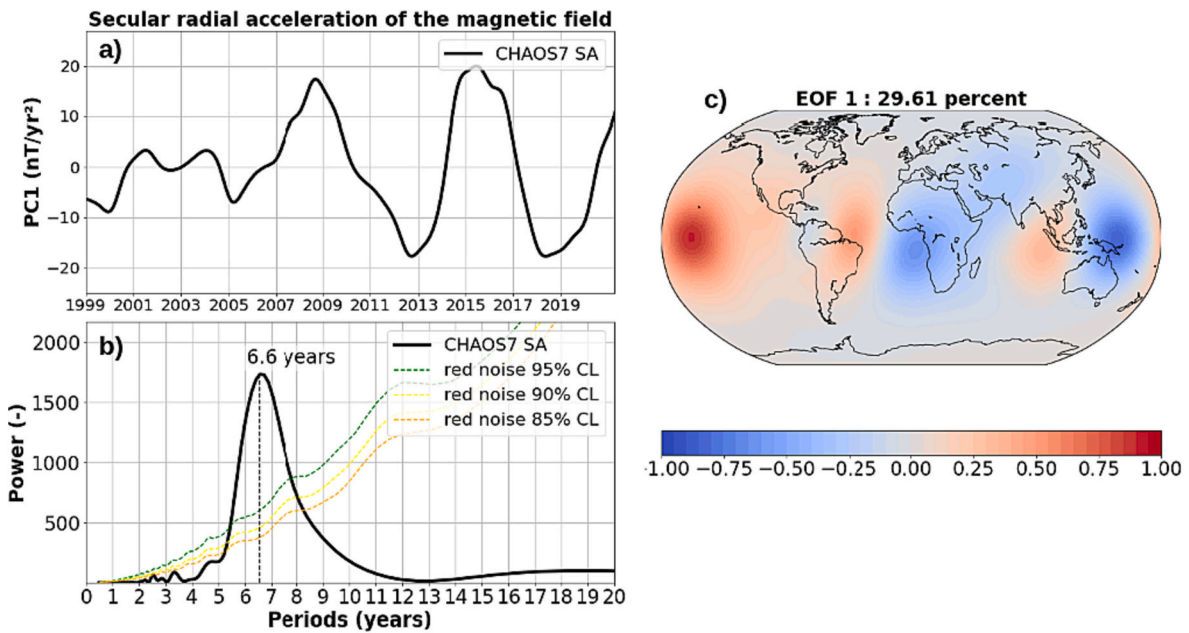 Secular radial acceleration of the magnetic field
a)
CHAOS7 SA
PC1 (nT/yr²)
20
10
0
−10
−20
1999 2001 2003 2005 2007 2009 2011 2013 2015 2017 2019
b)
6.6 years
CHAOS7 SA
red noise 95% CL
red noise 90% CL
red noise 85% CL
Power (-)
2000
1500
1000
500
0 1 2 3 4 5 6 7 8 9 10 11 12 13 14 15 16 17 18 19 20
Periods (years)
c)
EOF 1 : 29.61 percent
-1.00 −0.75 −0.50 −0.25 0.00 0.25 0.50 0.75 1.00